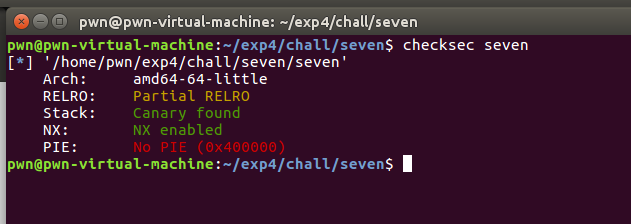 pwn@pwn-virtual-machine: ~/exp4/chall/seven
pwn@pwn-virtual-machine:~/exp4/chall/seven$ checksec seven
[*] '/home/pwn/exp4/chall/seven/seven'
    Arch:     amd64-64-little
    RELRO:    Partial RELRO
    Stack:    Canary found
    NX:       NX enabled
    PIE:      No PIE (0x400000)
pwn@pwn-virtual-machine:~/exp4/chall/seven$